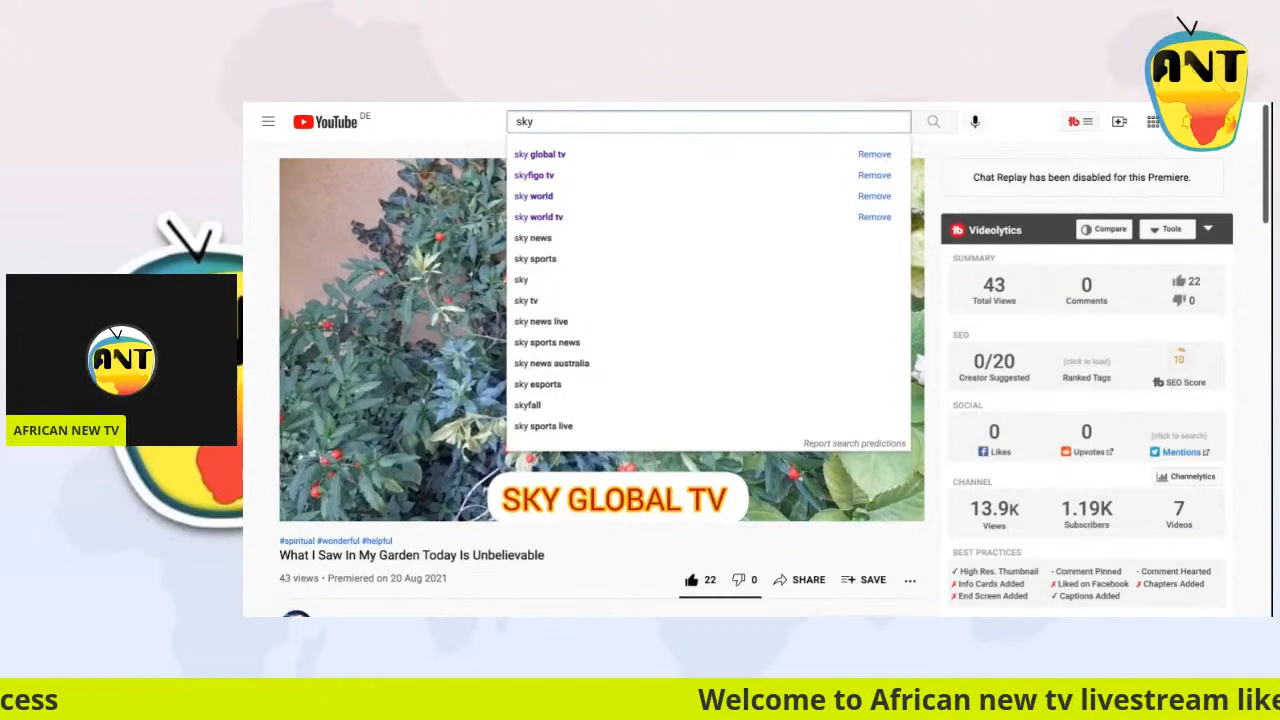 ANT
YouTube DE
sky
sky global tv Remove
skyfigo tv Remove
sky world Remove
sky world tv Remove
sky news
sky sports
sky
sky tv
sky news live
sky sports news
sky news australia
sky esports
skyfall
sky sports live
Report search predictions
Chat Replay has been disabled for this Premiere.
tb Videolytics Compare Tools
SUMMARY
43 0 22
Total Views Comments 0
SEO
0/20 (click to load) 10
Creator Suggested Ranked Tags tb SEO Score
SOCIAL
0 0 (click to search)
Likes Upvotes Mentions
CHANNEL Channelytics
13.9K 1.19K 7
Views Subscribers Videos
BEST PRACTICES
✓ High Res. Thumbnail - Comment Pinned - Comment Hearted
✗ Info Cards Added ✗ Liked on Facebook ✗ Chapters Added
✗ End Screen Added ✓ Captions Added
SKY GLOBAL TV
#spiritual #wonderful #helpful
What I Saw In My Garden Today Is Unbelievable
43 views • Premiered on 20 Aug 2021 22 0 SHARE SAVE
ANT
AFRICAN NEW TV
cess Welcome to African new tv livestream like